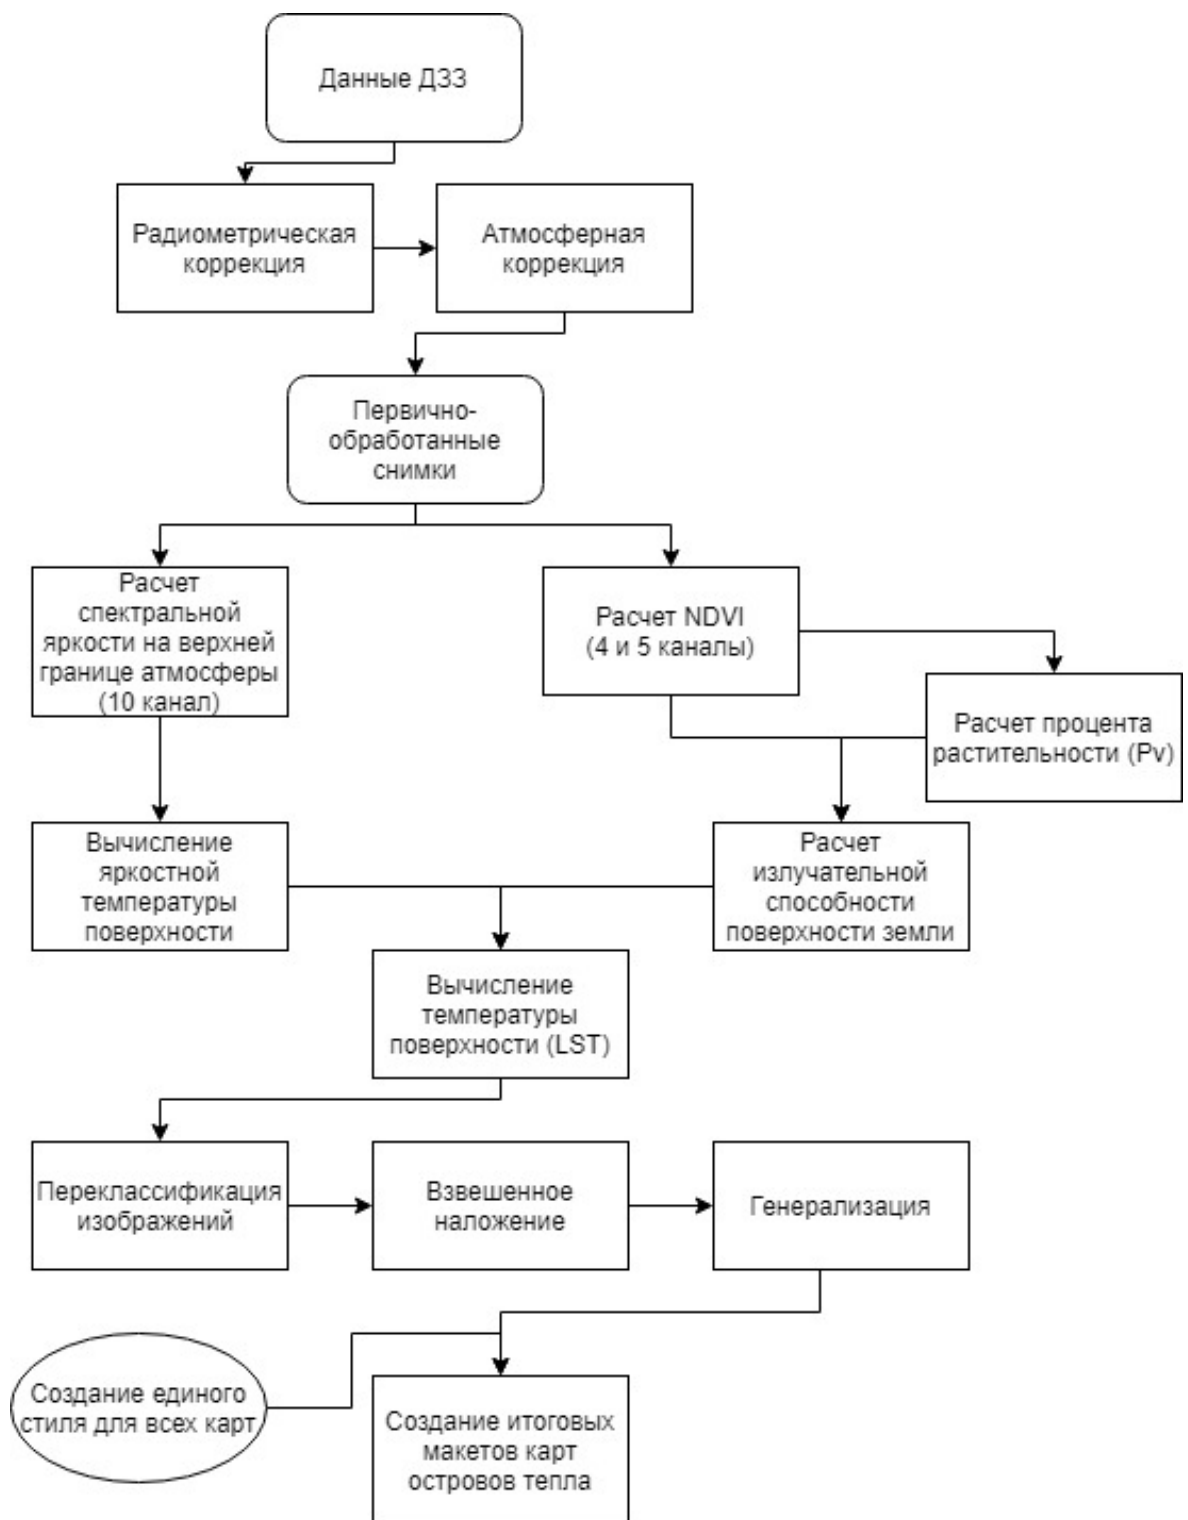 Данные ДЗЗ
Радиометрическая
коррекция
Атмосферная
коррекция
Первично-
обработанные
снимки
Расчет
спектральной
яркости на верхней
границе атмосферы
(10 канал)
Расчет NDVI
(4 и 5 каналы)
Расчет процента
растительности (Pv)
Вычисление
яркостной
температуры
поверхности
Расчет
излучательной
способности
поверхности земли
Вычисление
температуры
поверхности (LST)
Переклассификация
изображений
Взвешенное
наложение
Генерализация
Создание единого
стиля для всех карт
Создание итоговых
макетов карт
островов тепла